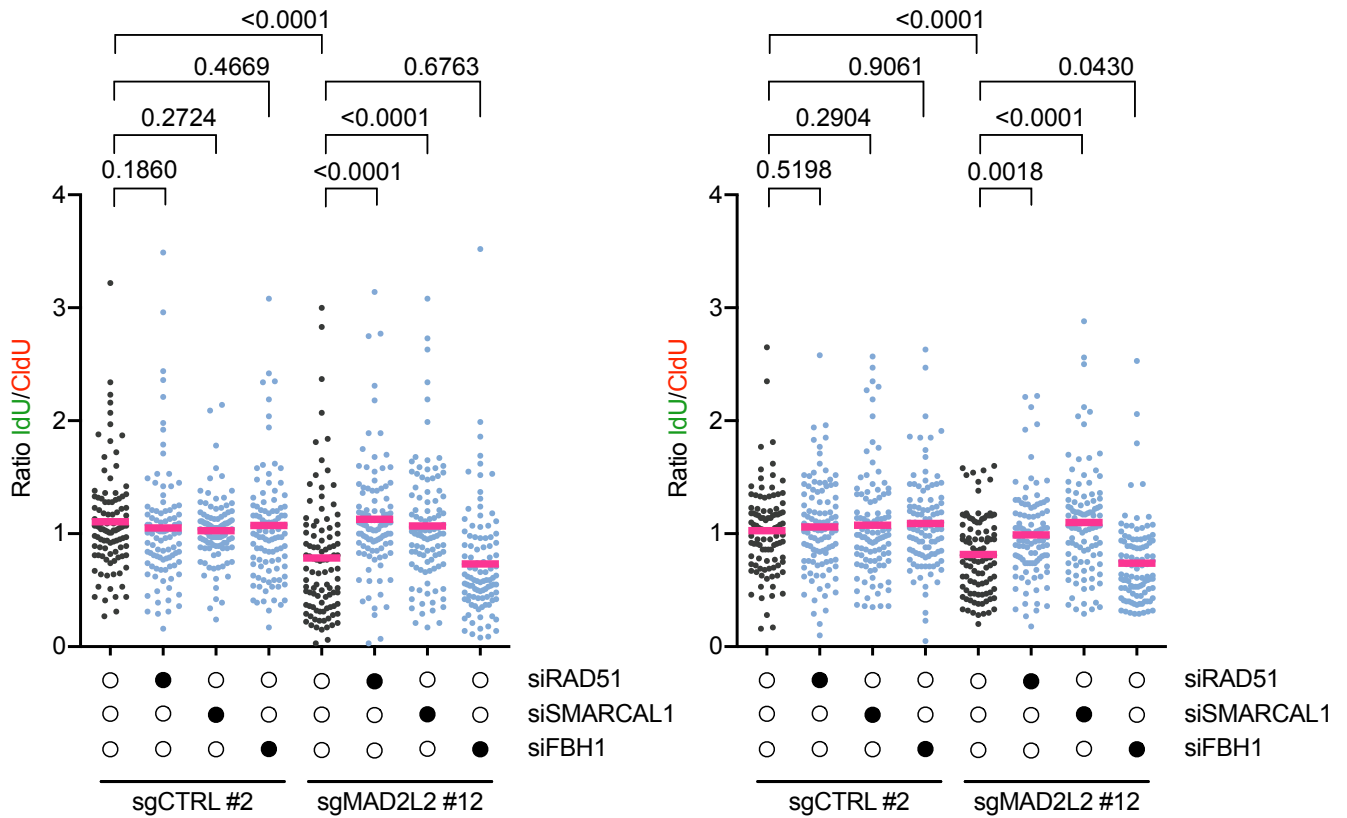 <0.0001
0.4669 0.6763
0.2724 <0.0001
0.1860 <0.0001
4
3
2
1
0
Ratio IdU/CldU
siRAD51
siSMARCAL1
siFBH1
sgCTRL #2 sgMAD2L2 #12
<0.0001
0.9061 0.0430
0.2904 <0.0001
0.5198 0.0018
4
3
2
1
0
Ratio IdU/CldU
siRAD51
siSMARCAL1
siFBH1
sgCTRL #2 sgMAD2L2 #12